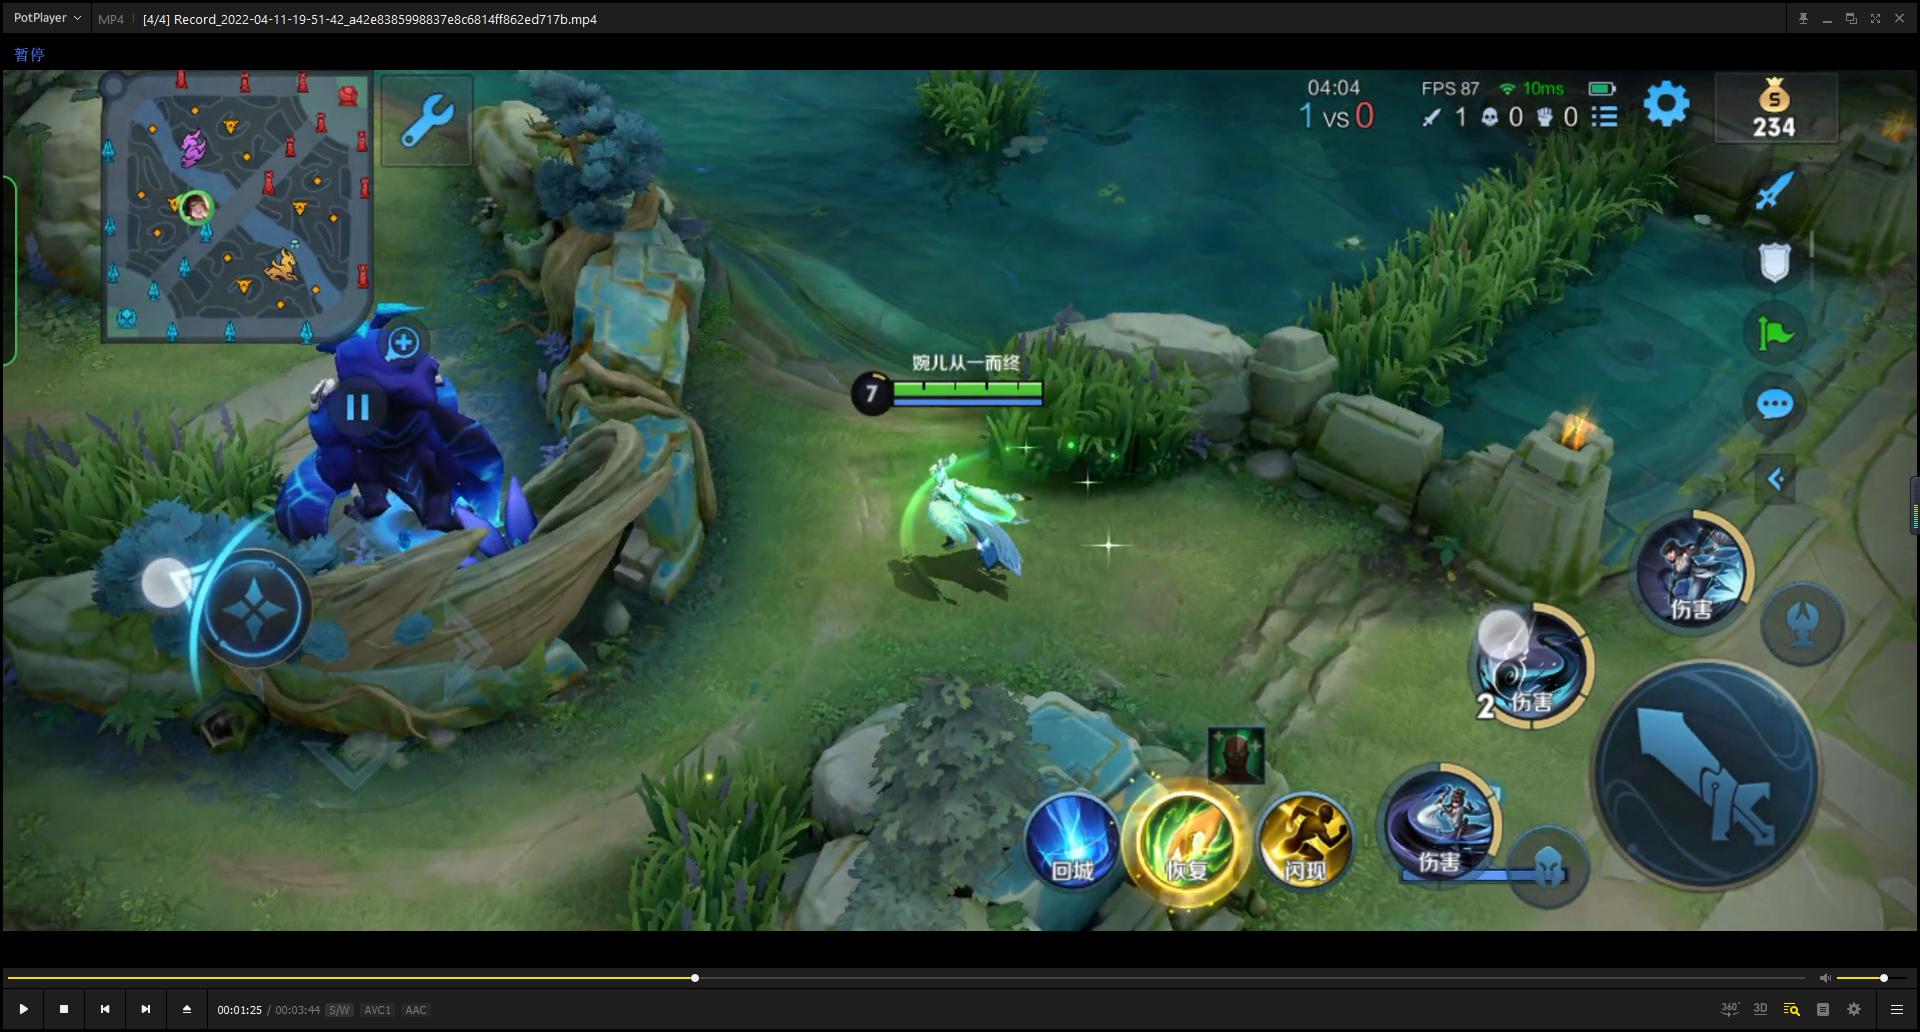 PotPlayer MP4 [4/4] Record_2022-04-11-19-51-42_a42e8385998837e8c6814ff862ed717b.mp4
暂停
04:04 FPS 87 10ms
1 VS 0 1 0 0
S
234
婉儿从一而终
7
伤害
2 伤害
伤害
回城 恢复 闪现
00:01:25 / 00:03:44 S/W AVC1 AAC 360° 3D